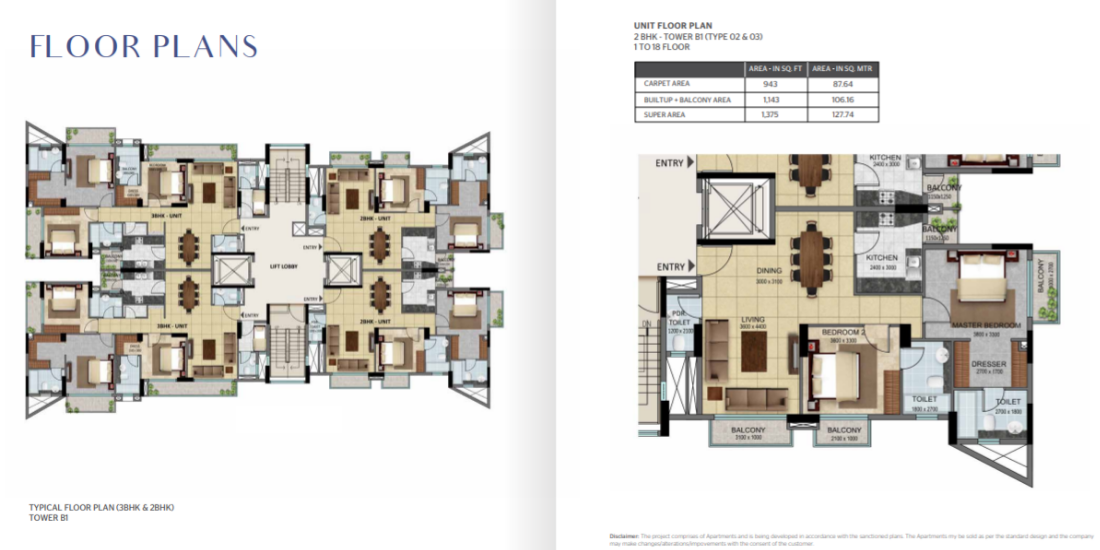 FLOOR PLANS
3BHK - UNIT
2BHK - UNIT
ENTRY
ENTRY
LIFT LOBBY
ENTRY
ENTRY
3BHK - UNIT
2BHK - UNIT
TYPICAL FLOOR PLAN (3BHK & 2BHK)
TOWER B1
UNIT FLOOR PLAN
2 BHK - TOWER B1 (TYPE 02 & 03)
1 TO 18 FLOOR
AREA - IN SQ. FT AREA - IN SQ. MTR
CARPET AREA 943 87.64
BUILTUP + BALCONY AREA 1,143 106.16
SUPER AREA 1,375 127.74
ENTRY
KITCHEN
2400 x 3000
BALCONY
BALCONY
KITCHEN
2400 x 3000
ENTRY
DINING
3000 x 3100
BALCONY
PDR.
TOILET
1200 x 2100
LIVING
3600 x 4400
BEDROOM 2
3600 x 3300
MASTER BEDROOM
DRESSER
2700 x 1700
TOILET
1800 x 2700
TOILET
2700 x 1800
BALCONY
2100 x 1000
BALCONY
2100 x 1000
Disclaimer: The project comprises of Apartments and is being developed in accordance with the sanctioned plans. The Apartments my be sold as per the standard design and the company
may make changes/alterations/improvements with the consent of the customer.